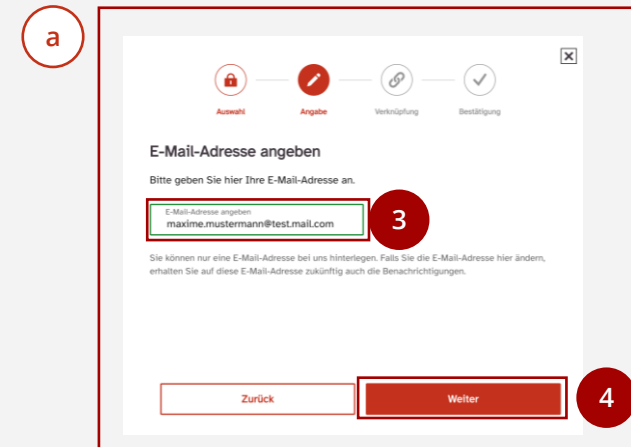 a
Auswahl
Angabe
Verknüpfung
Bestätigung
E-Mail-Adresse angeben
Bitte geben Sie hier Ihre E-Mail-Adresse an.
E-Mail-Adresse angeben
maxime.mustermann@test.mail.com
3
Sie können nur eine E-Mail-Adresse bei uns hinterlegen. Falls Sie die E-Mail-Adresse hier ändern,
erhalten Sie auf diese E-Mail-Adresse zukünftig auch die Benachrichtigungen.
Zurück
Weiter
4